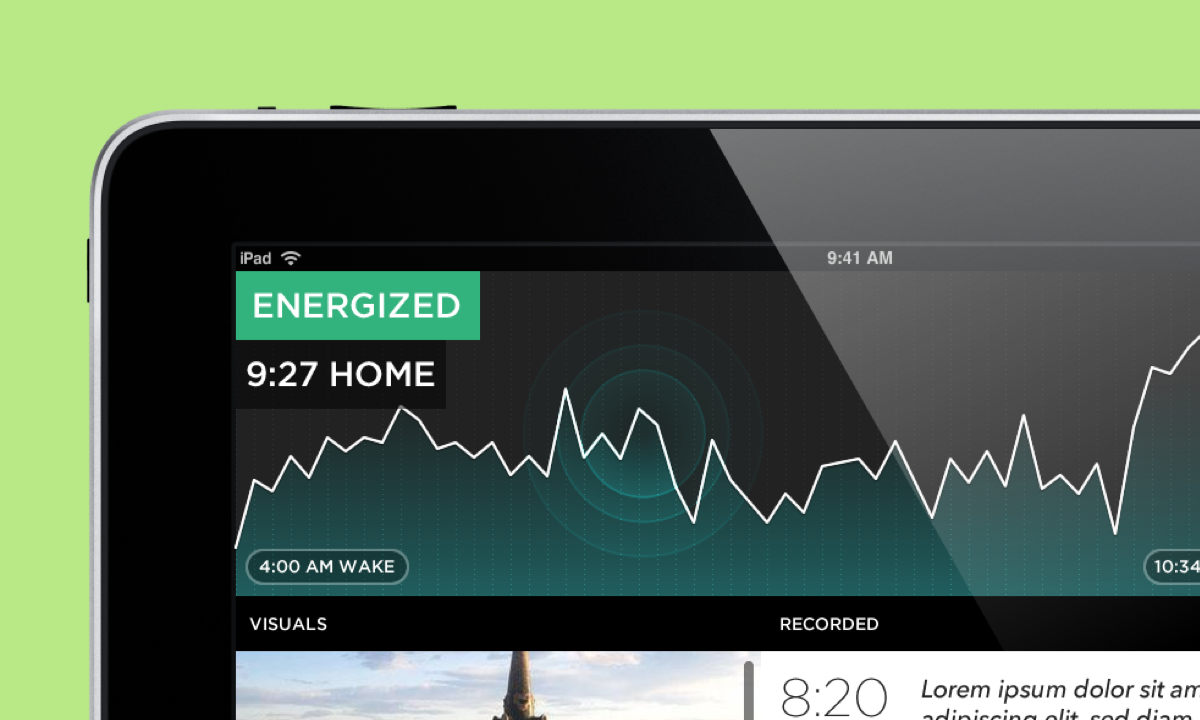 iPad
9:41 AM
ENERGIZED
9:27 HOME
4:00 AM WAKE
10:34
VISUALS
RECORDED
8:20
Lorem ipsum dolor sit am
adipiscing elit, sed diam